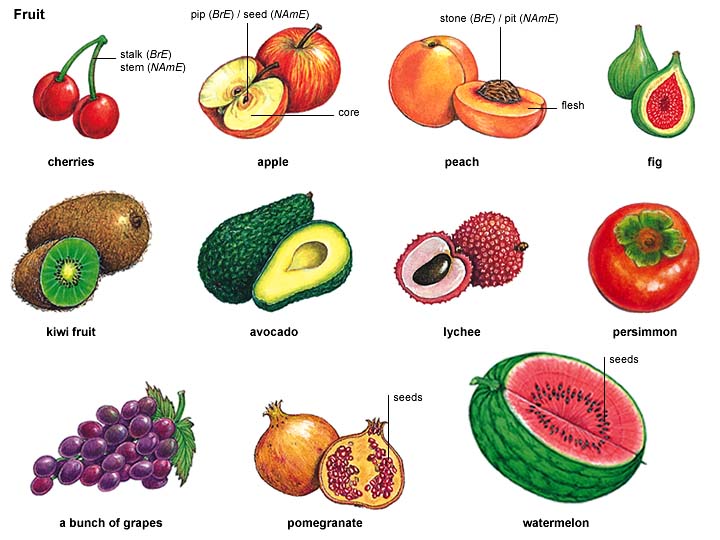 Fruit
pip (BrE) / seed (NAmE)
stone (BrE) / pit (NAmE)
stalk (BrE)
stem (NAmE)
core
flesh
cherries
apple
peach
fig
kiwi fruit
avocado
lychee
persimmon
seeds
seeds
a bunch of grapes
pomegranate
watermelon